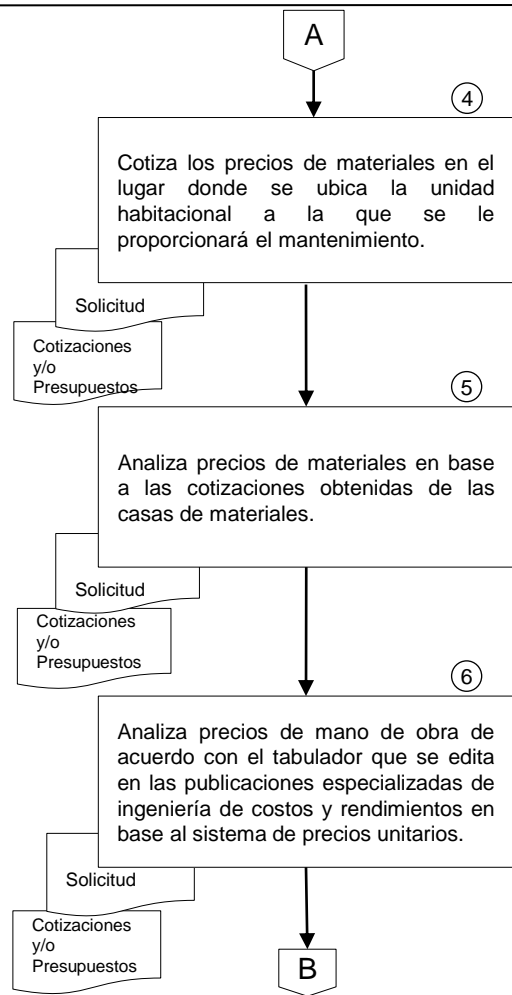 A
4
Cotiza los precios de materiales en el
lugar donde se ubica la unidad
habitacional a la que se le
proporcionará el mantenimiento.
Solicitud
Cotizaciones
y/o
Presupuestos
5
Analiza precios de materiales en base
a las cotizaciones obtenidas de las
casas de materiales.
Solicitud
Cotizaciones
y/o
Presupuestos
6
Analiza precios de mano de obra de
acuerdo con el tabulador que se edita
en las publicaciones especializadas de
ingeniería de costos y rendimientos en
base al sistema de precios unitarios.
Solicitud
Cotizaciones
y/o
Presupuestos
B